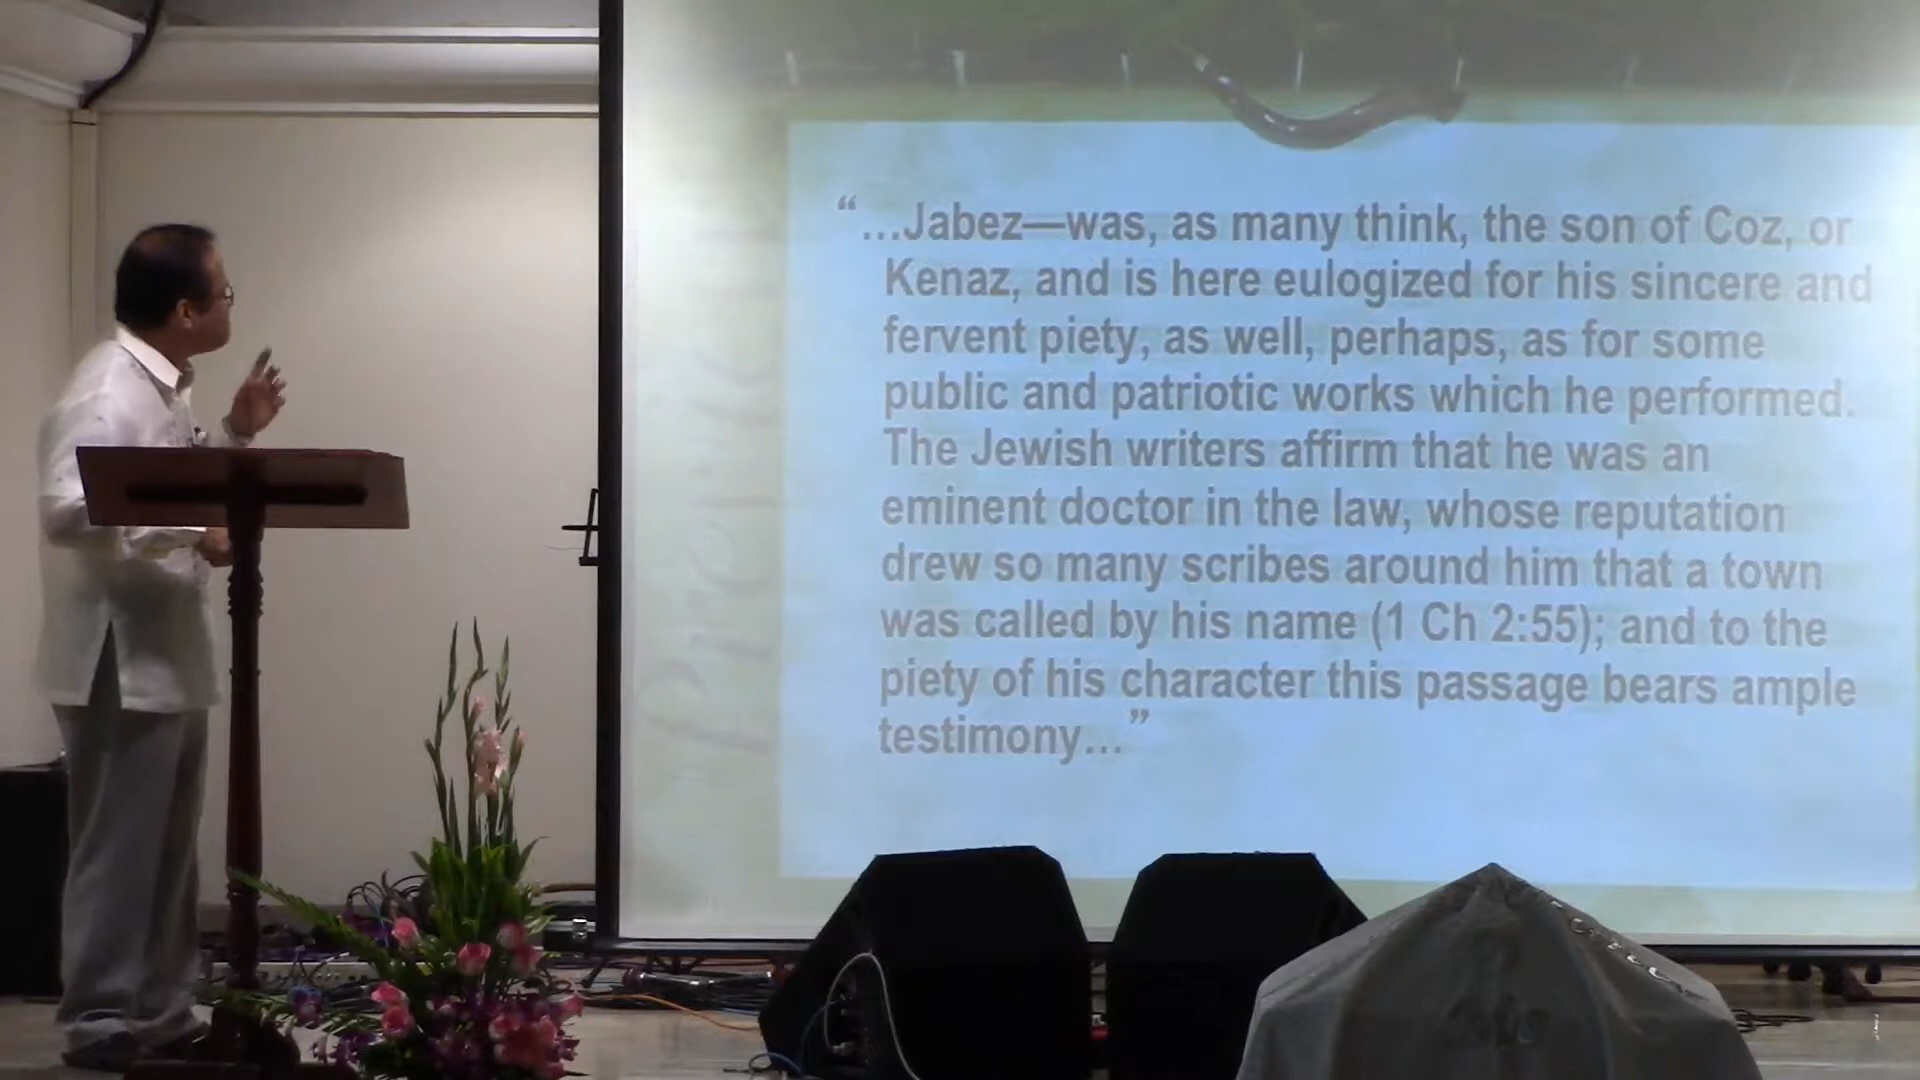 “…Jabez—was, as many think, the son of Coz, or
Kenaz, and is here eulogized for his sincere and
fervent piety, as well, perhaps, as for some
public and patriotic works which he performed.
The Jewish writers affirm that he was an
eminent doctor in the law, whose reputation
drew so many scribes around him that a town
was called by his name (1 Ch 2:55); and to the
piety of his character this passage bears ample
testimony…”